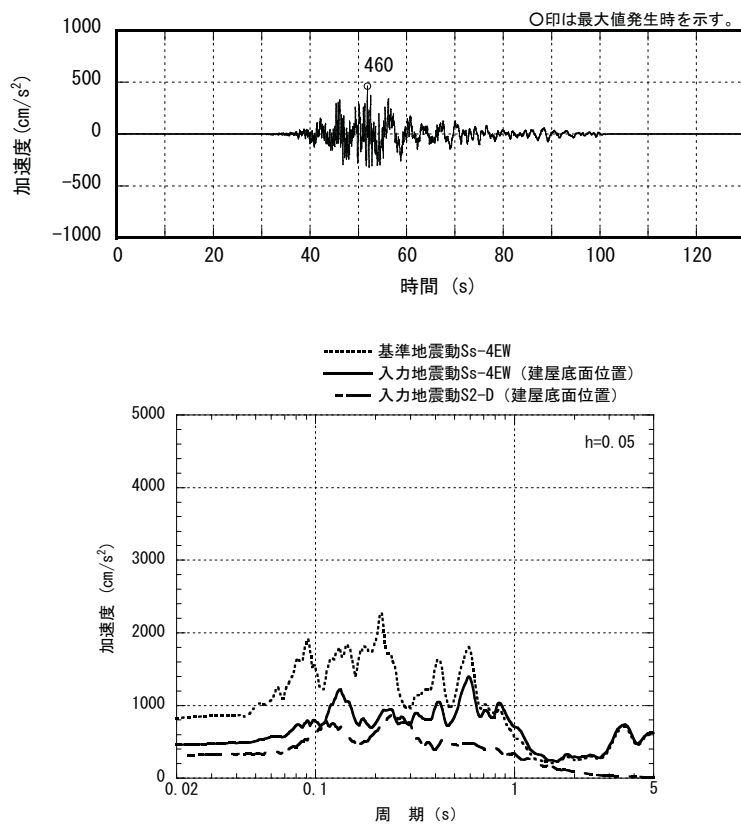 ○印は最大値発生時を示す。
1000
500
0
-500
-1000
加速度(cm/s²)
460
0 20 40 60 80 100 120
時間 (s)
基準地震動Ss-4EW
入力地震動Ss-4EW (建屋底面位置)
入力地震動S2-D (建屋底面位置)
h=0.05
5000
4000
3000
2000
1000
0
加速度 (cm/s²)
0.02 0.1 1 5
周 期 (s)